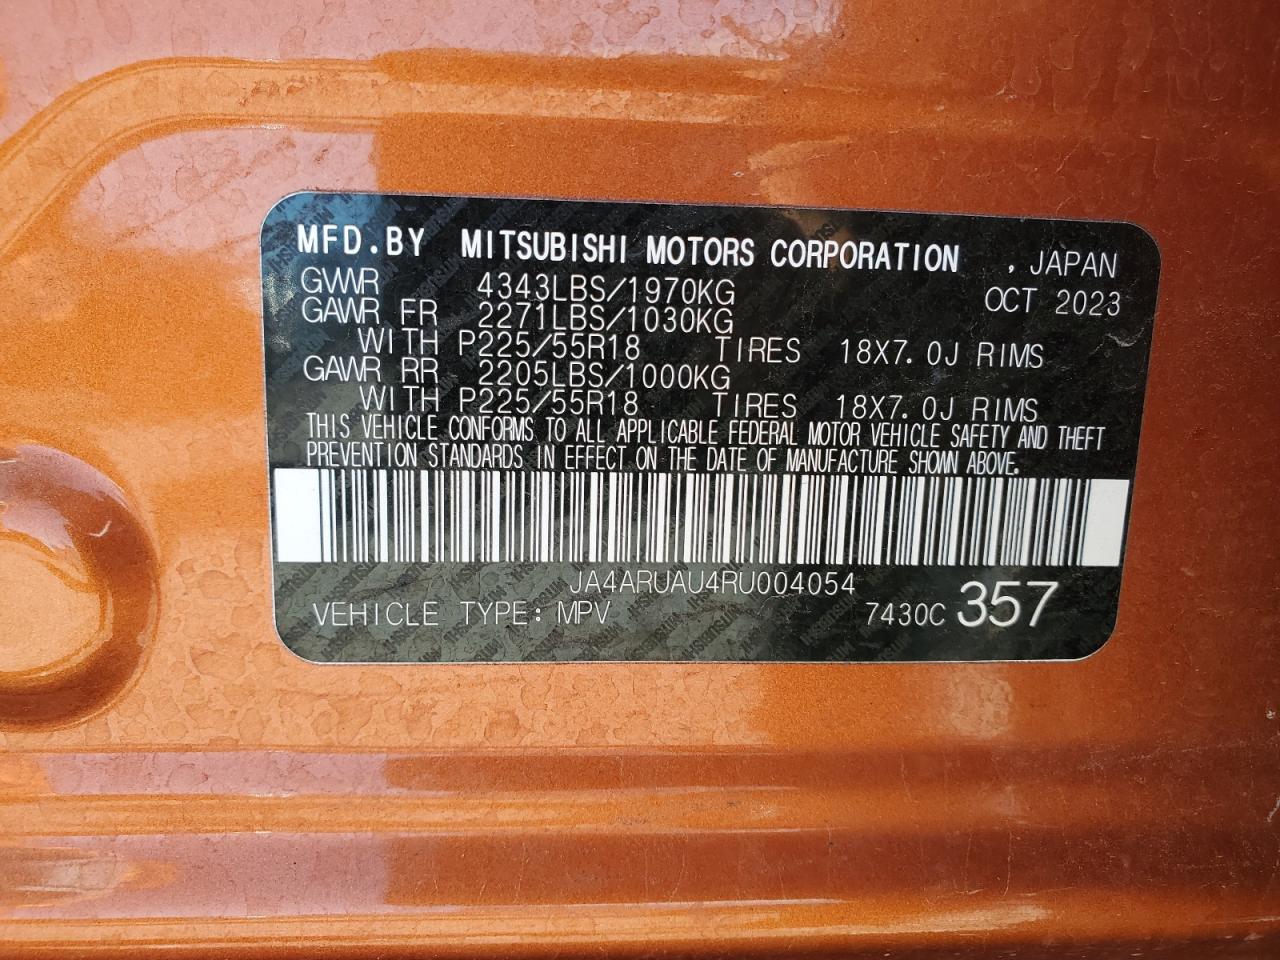 MFD.BY MITSUBISHI MOTORS CORPORATION , JAPAN
GVWR 4343LBS/1970KG OCT 2023
GAWR FR 2271LBS/1030KG
WITH P225/55R18 TIRES 18X7.0J RIMS
GAWR RR 2205LBS/1000KG
WITH P225/55R18 TIRES 18X7.0J RIMS
THIS VEHICLE CONFORMS TO ALL APPLICABLE FEDERAL MOTOR VEHICLE SAFETY AND THEFT
PREVENTION STANDARDS IN EFFECT ON THE DATE OF MANUFACTURE SHOWN ABOVE.
JA4ARUAU4RU004054
VEHICLE TYPE: MPV 7430C 357